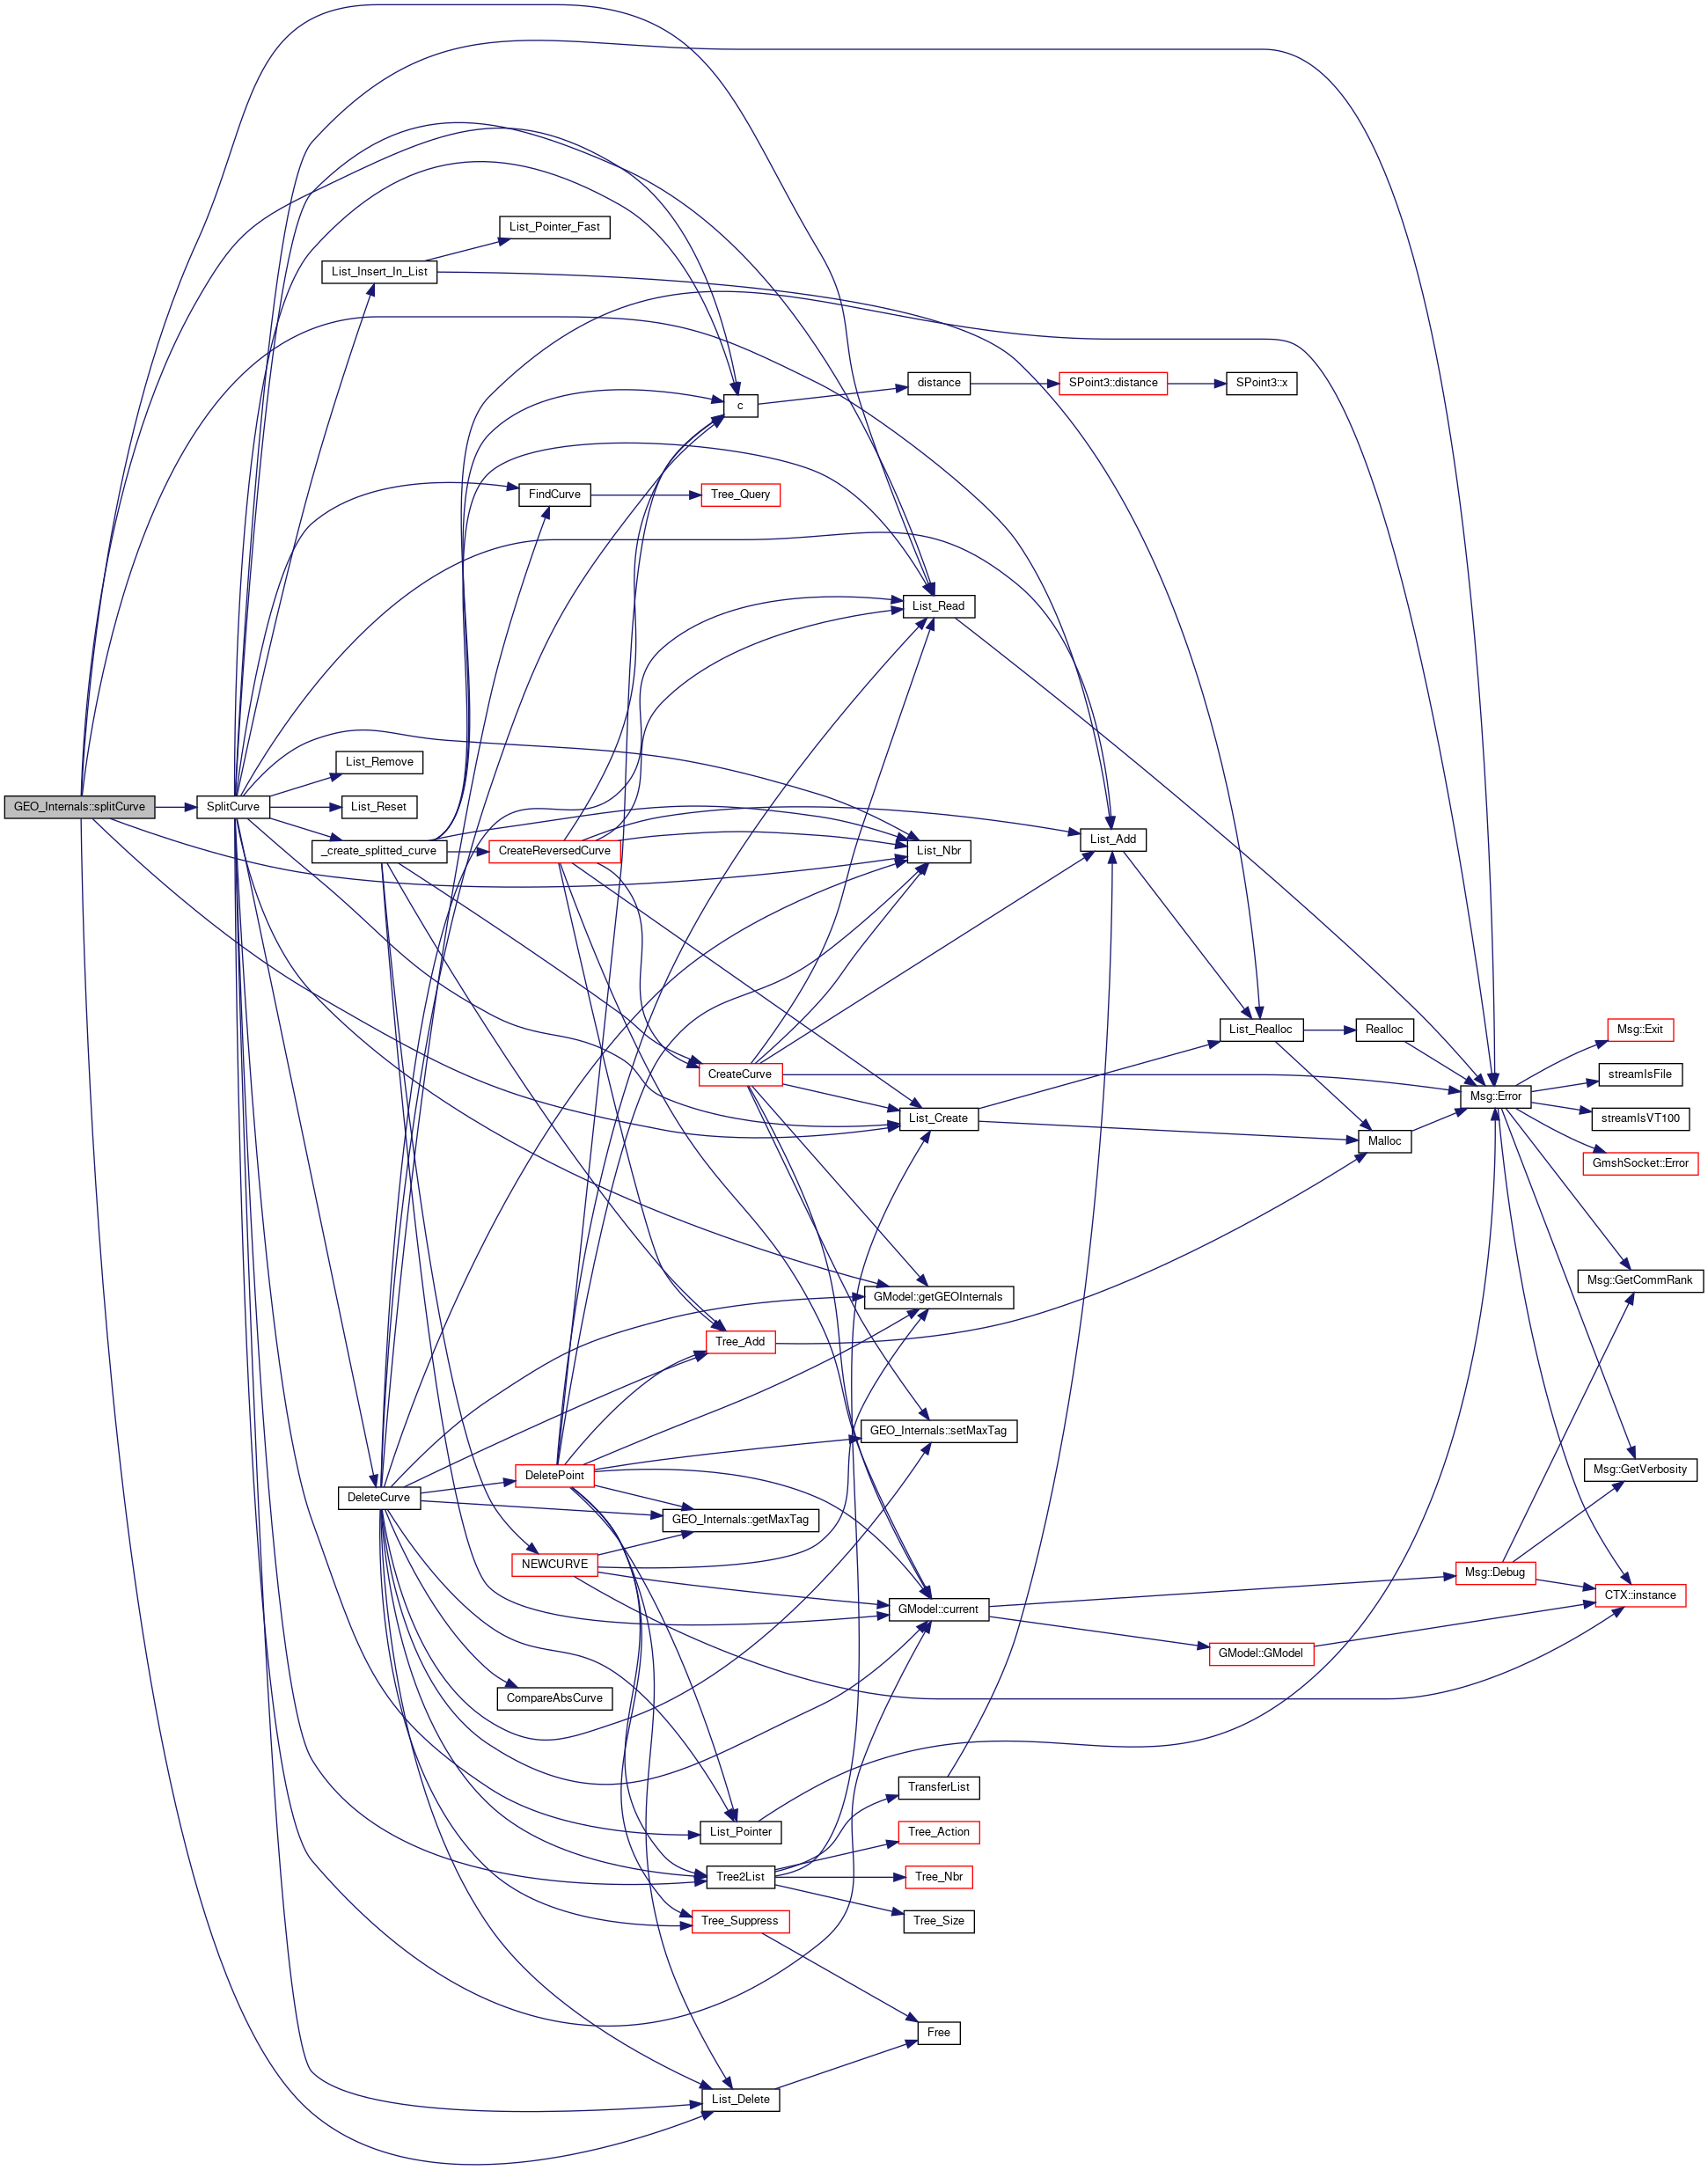 List_Pointer_Fast
List_Insert_In_List
distance
SPoint3::distance
SPoint3::x
c
FindCurve
Tree_Query
List_Read
List_Remove
GEO_Internals::splitCurve
SplitCurve
List_Reset
List_Add
_create_splitted_curve
CreateReversedCurve
List_Nbr
List_Realloc
Realloc
Msg::Exit
CreateCurve
streamIsFile
Msg::Error
List_Create
streamIsVT100
Malloc
GmshSocket::Error
Msg::GetCommRank
GModel::getGEOInternals
Tree_Add
GEO_Internals::setMaxTag
Msg::GetVerbosity
DeletePoint
DeleteCurve
GEO_Internals::getMaxTag
NEWCURVE
Msg::Debug
CTX::instance
GModel::current
GModel::GModel
CompareAbsCurve
TransferList
List_Pointer
Tree_Action
Tree2List
Tree_Nbr
Tree_Suppress
Tree_Size
Free
List_Delete